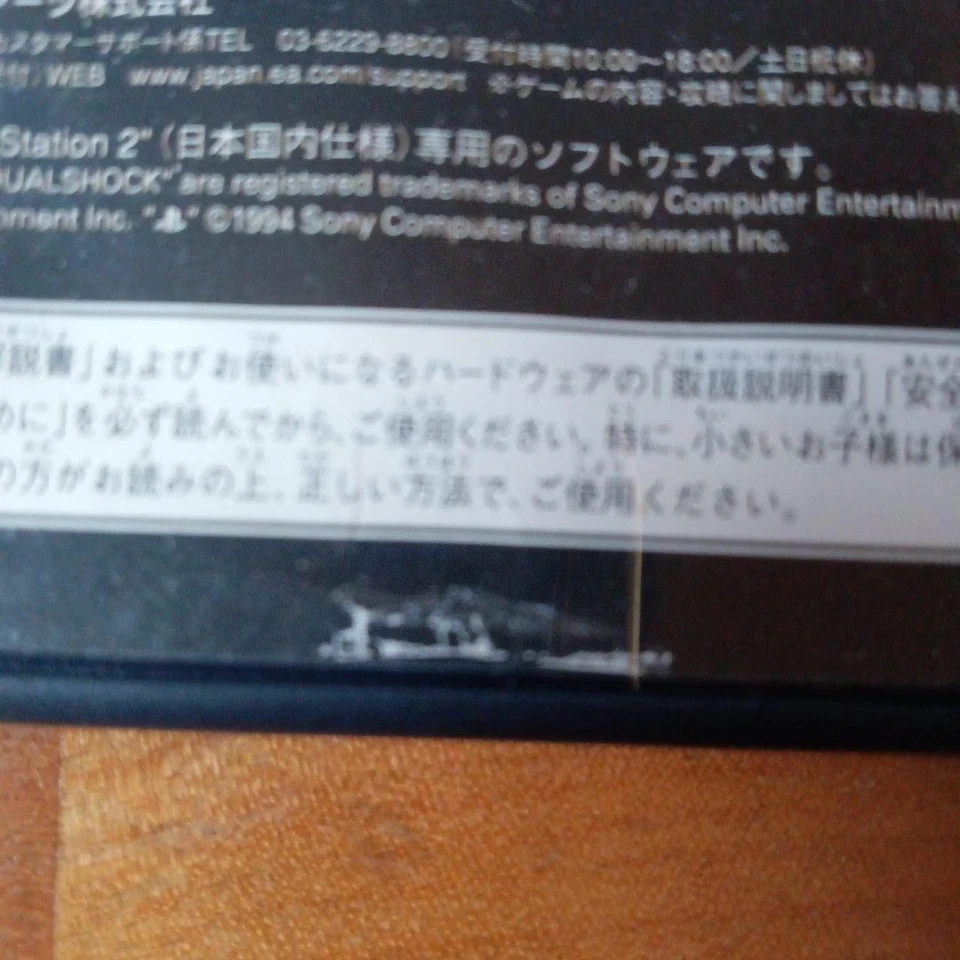 ーツ株式会社
カスタマーサポート係TEL 03-5229-8800（受付時間10:00～18:00／土日祝休）
付）WEB www.japan.ea.com/support ※ゲームの内容・攻略に関しましてはお答え
Station 2"（日本国内仕様）専用のソフトウェアです。
DUALSHOCK" are registered trademarks of Sony Computer Entertainm
nment Inc. " " ©1994 Sony Computer Entertainment Inc.
説書」およびお使いになるハードウェアの「取扱説明書」「安全
めに」を必ず読んでから、ご使用ください。特に、小さいお子様は保
の方がお読みの上、正しい方法で、ご使用ください。